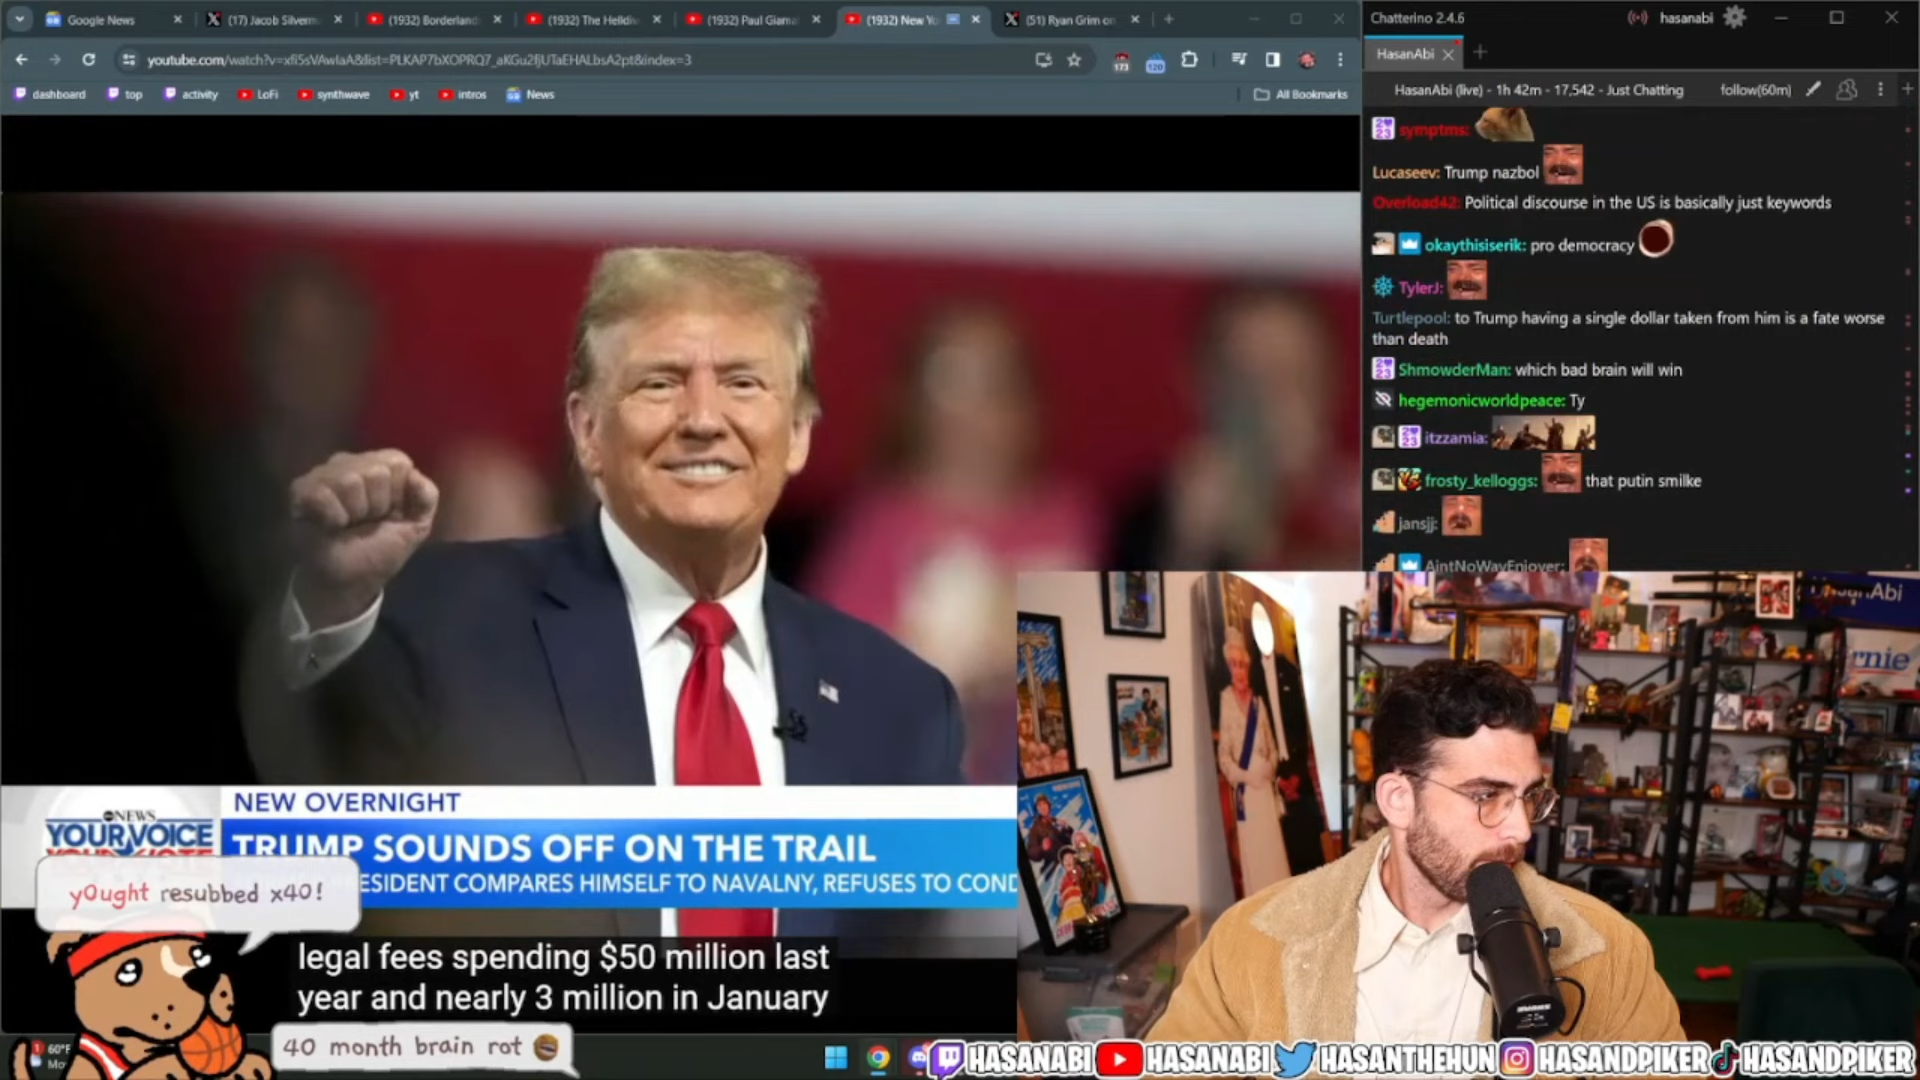 Google News
(17) Jacob Silverm
(1932) Borderland
(1932) The Helldiv
(1932) Paul Giama
(1932) New Yo
(51) Ryan Grim on
youtube.com/watch?v=xfi5sVAwIaA&list=PLKAP7bXOPRQ7_aKGu2fJUTaEHALbsA2pt&index=3
173
120
dashboard
top
activity
LoFi
synthwave
yt
intros
News
All Bookmarks
Chatterino 2.4.6
hasanabi
HasanAbi
HasanAbi (live) - 1h 42m - 17,542 - Just Chatting
follow(60m)
symptms:
Lucaseev: Trump nazbol
Overload42: Political discourse in the US is basically just keywords
okaythisiserik: pro democracy
TylerJ:
Turtlepool: to Trump having a single dollar taken from him is a fate worse
than death
ShmowderMan: which bad brain will win
hegemonicworldpeace: Ty
itzzamia:
frosty_kelloggs: that putin smilke
jansjj:
AintNoWayEnjoyer:
abc NEWS
YOUR VOICE
NEW OVERNIGHT
TRUMP SOUNDS OFF ON THE TRAIL
ESIDENT COMPARES HIMSELF TO NAVALNY, REFUSES TO COND
y0ught resubbed x40!
legal fees spending $50 million last
year and nearly 3 million in January
40 month brain rot
60°F
HASANABI
HASANABI
HASANTHEHUN
HASANDPIKER
HASANDPIKER